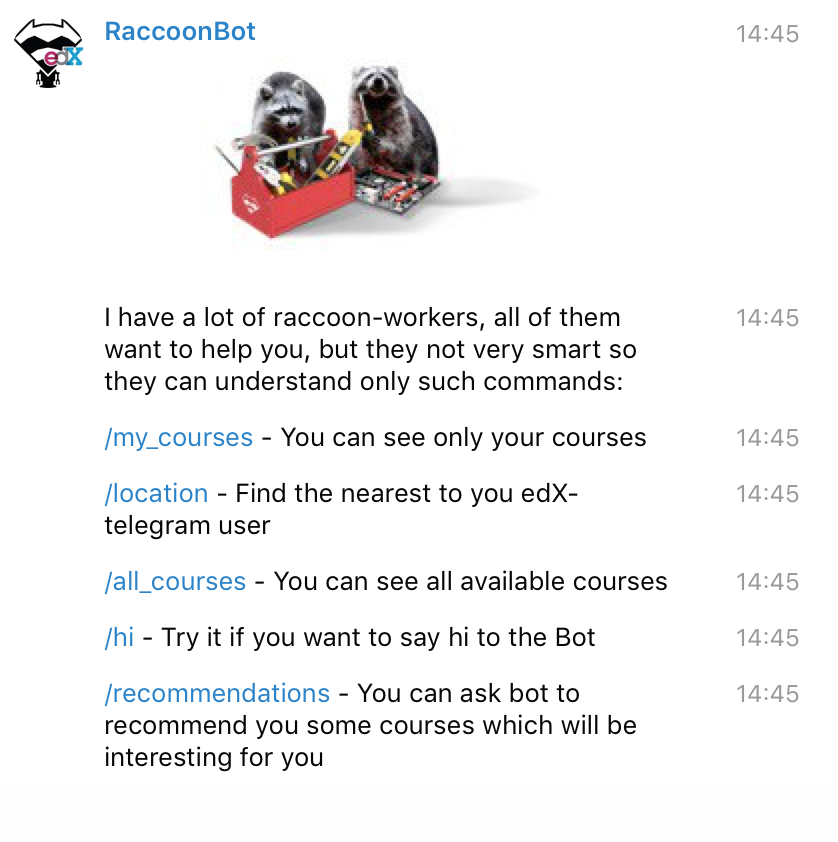 RaccoonBot 14:45
edX
I have a lot of raccoon-workers, all of them 14:45
want to help you, but they not very smart so
they can understand only such commands:
/my_courses - You can see only your courses 14:45
/location - Find the nearest to you edX- 14:45
telegram user
/all_courses - You can see all available courses 14:45
/hi - Try it if you want to say hi to the Bot 14:45
/recommendations - You can ask bot to 14:45
recommend you some courses which will be
interesting for you